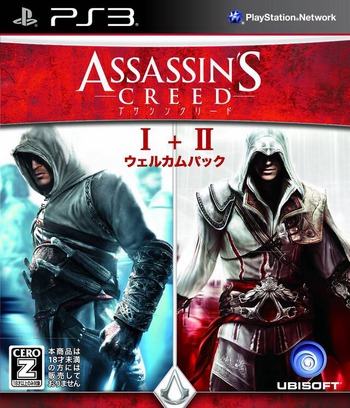 PS3
PlayStation Network
ASSASSIN'S
CREED
アサシン クリード
I + II
ウェルカムパック
CERO
Z
本商品は
18才未満
の方には
販売して
おりません
UBISOFT